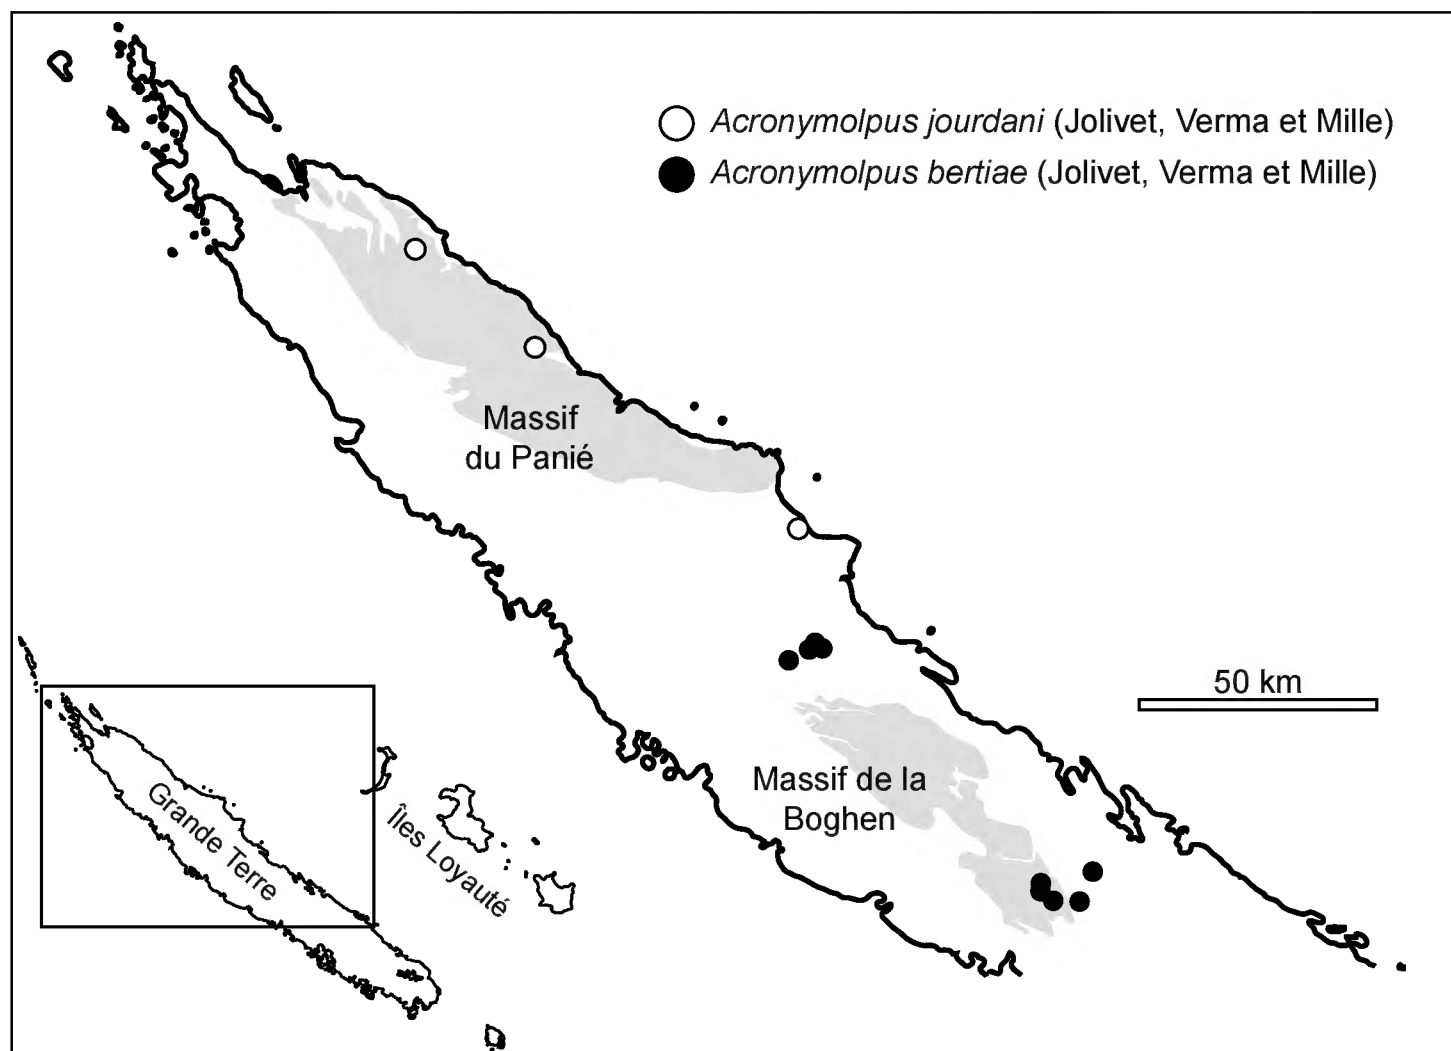 Acronymolpus jourdani (Jolivet, Verma et Mille)
Acronymolpus bertiae (Jolivet, Verma et Mille)
Massif
du Panié
50 km
Massif de la
Boghen
Grande Terre
Îles Loyauté